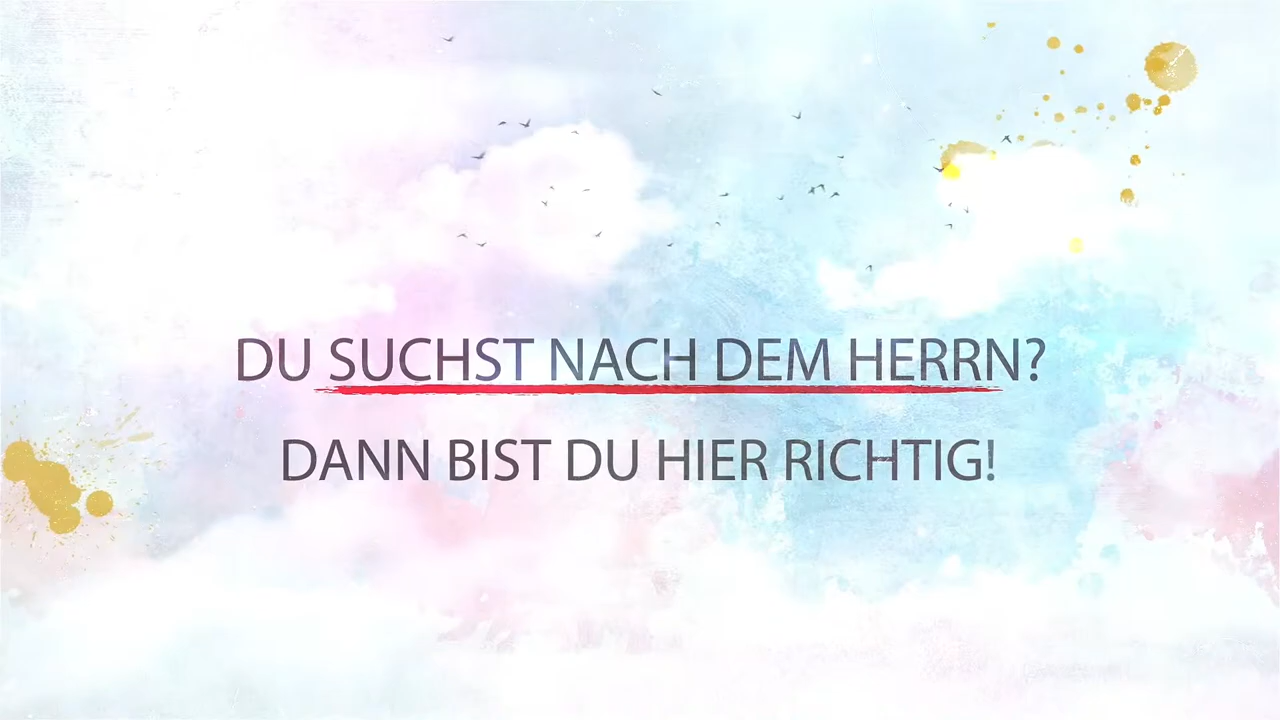 DU SUCHST NACH DEM HERRN?
DANN BIST DU HIER RICHTIG!